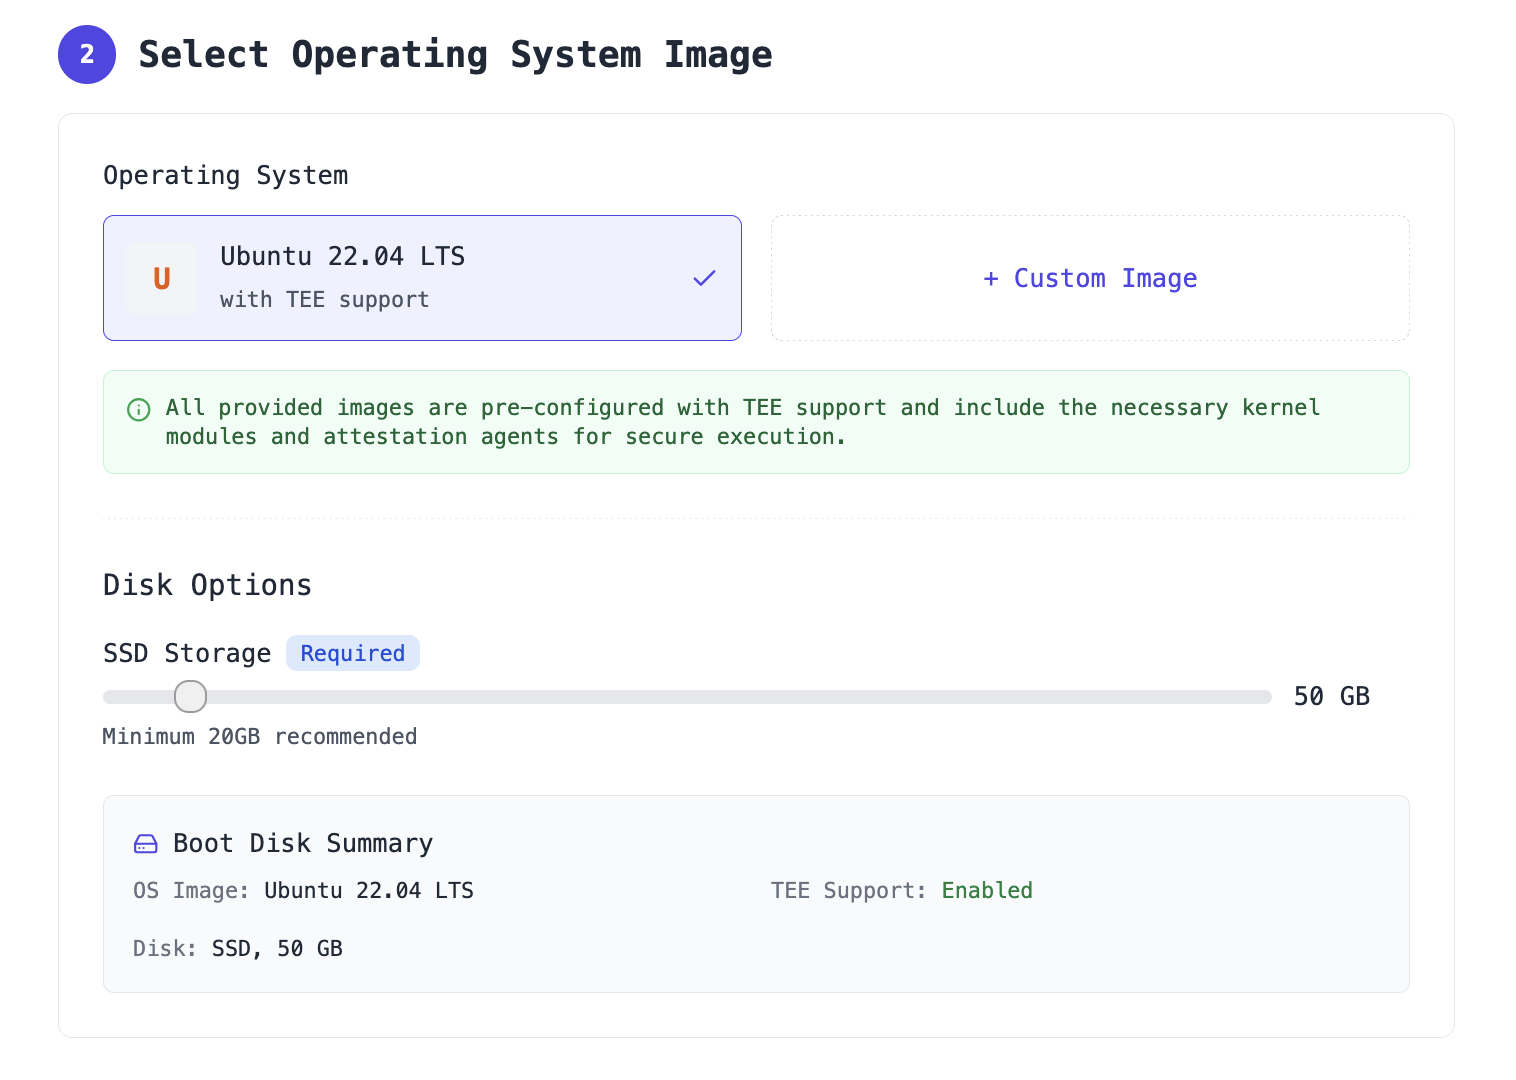 2
Select Operating System Image
Operating System
U
Ubuntu 22.04 LTS
with TEE support
+ Custom Image
All provided images are pre-configured with TEE support and include the necessary kernel
modules and attestation agents for secure execution.
Disk Options
SSD Storage Required
50 GB
Minimum 20GB recommended
Boot Disk Summary
OS Image: Ubuntu 22.04 LTS
TEE Support: Enabled
Disk: SSD, 50 GB